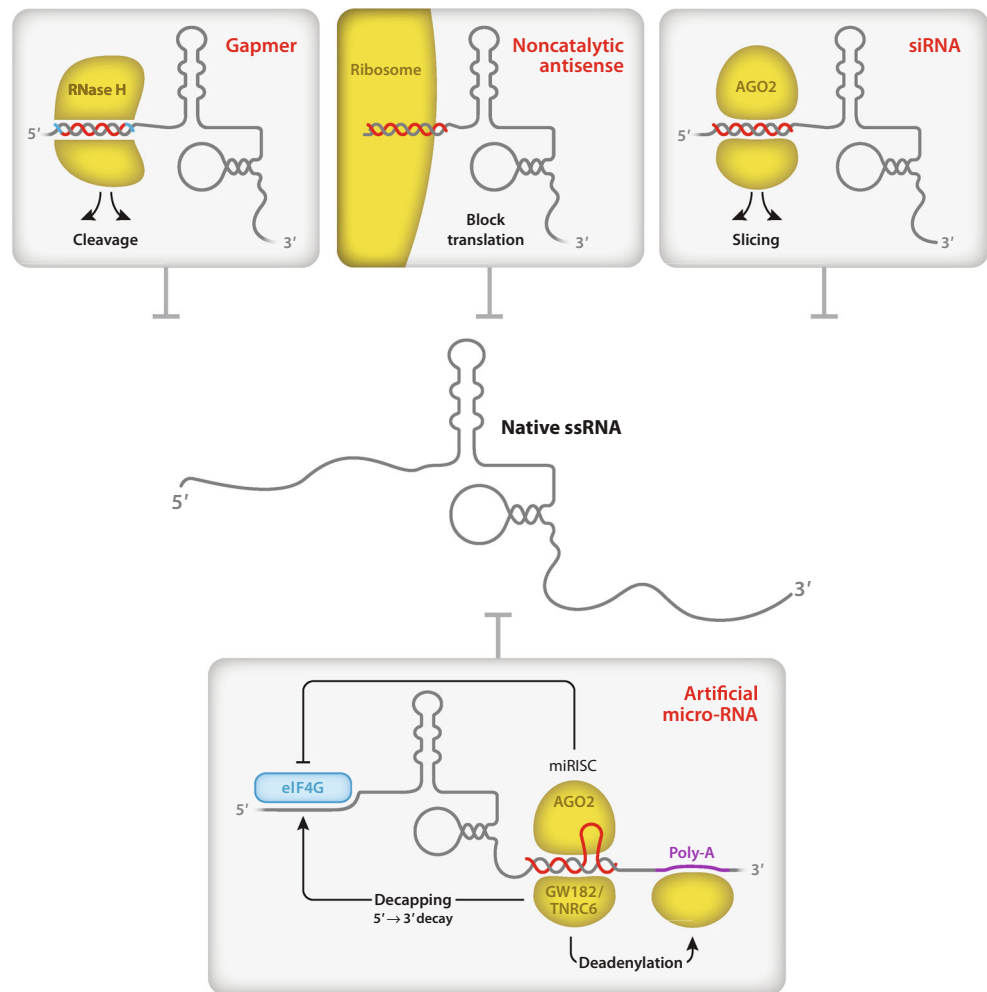 Gapmer
RNase H
5′
Cleavage
3′
Noncatalytic
antisense
Ribosome
Block
translation
3′
siRNA
AGO2
5′
Slicing
3′
Native ssRNA
5′
3′
Artificial
micro-RNA
miRISC
eIF4G
AGO2
5′
Poly-A
3′
GW182/
TNRC6
Decapping
5′ → 3′ decay
Deadenylation